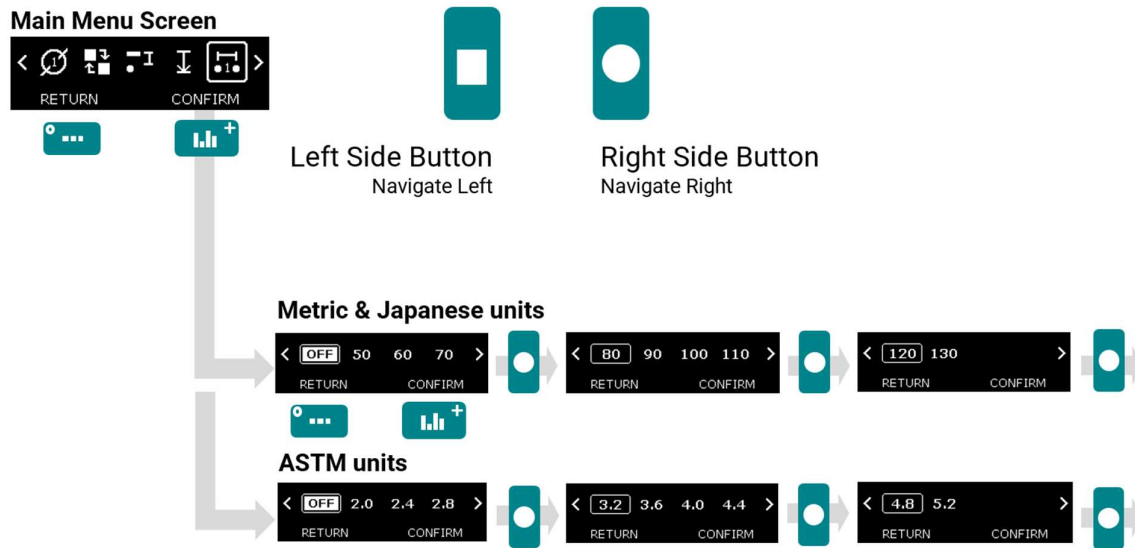 Main Menu Screen
RETURN CONFIRM
Left Side Button
Navigate Left
Right Side Button
Navigate Right
Metric & Japanese units
OFF 50 60 70
RETURN CONFIRM
80 90 100 110
RETURN CONFIRM
120 130
RETURN CONFIRM
ASTM units
OFF 2.0 2.4 2.8
RETURN CONFIRM
3.2 3.6 4.0 4.4
RETURN CONFIRM
4.8 5.2
RETURN CONFIRM